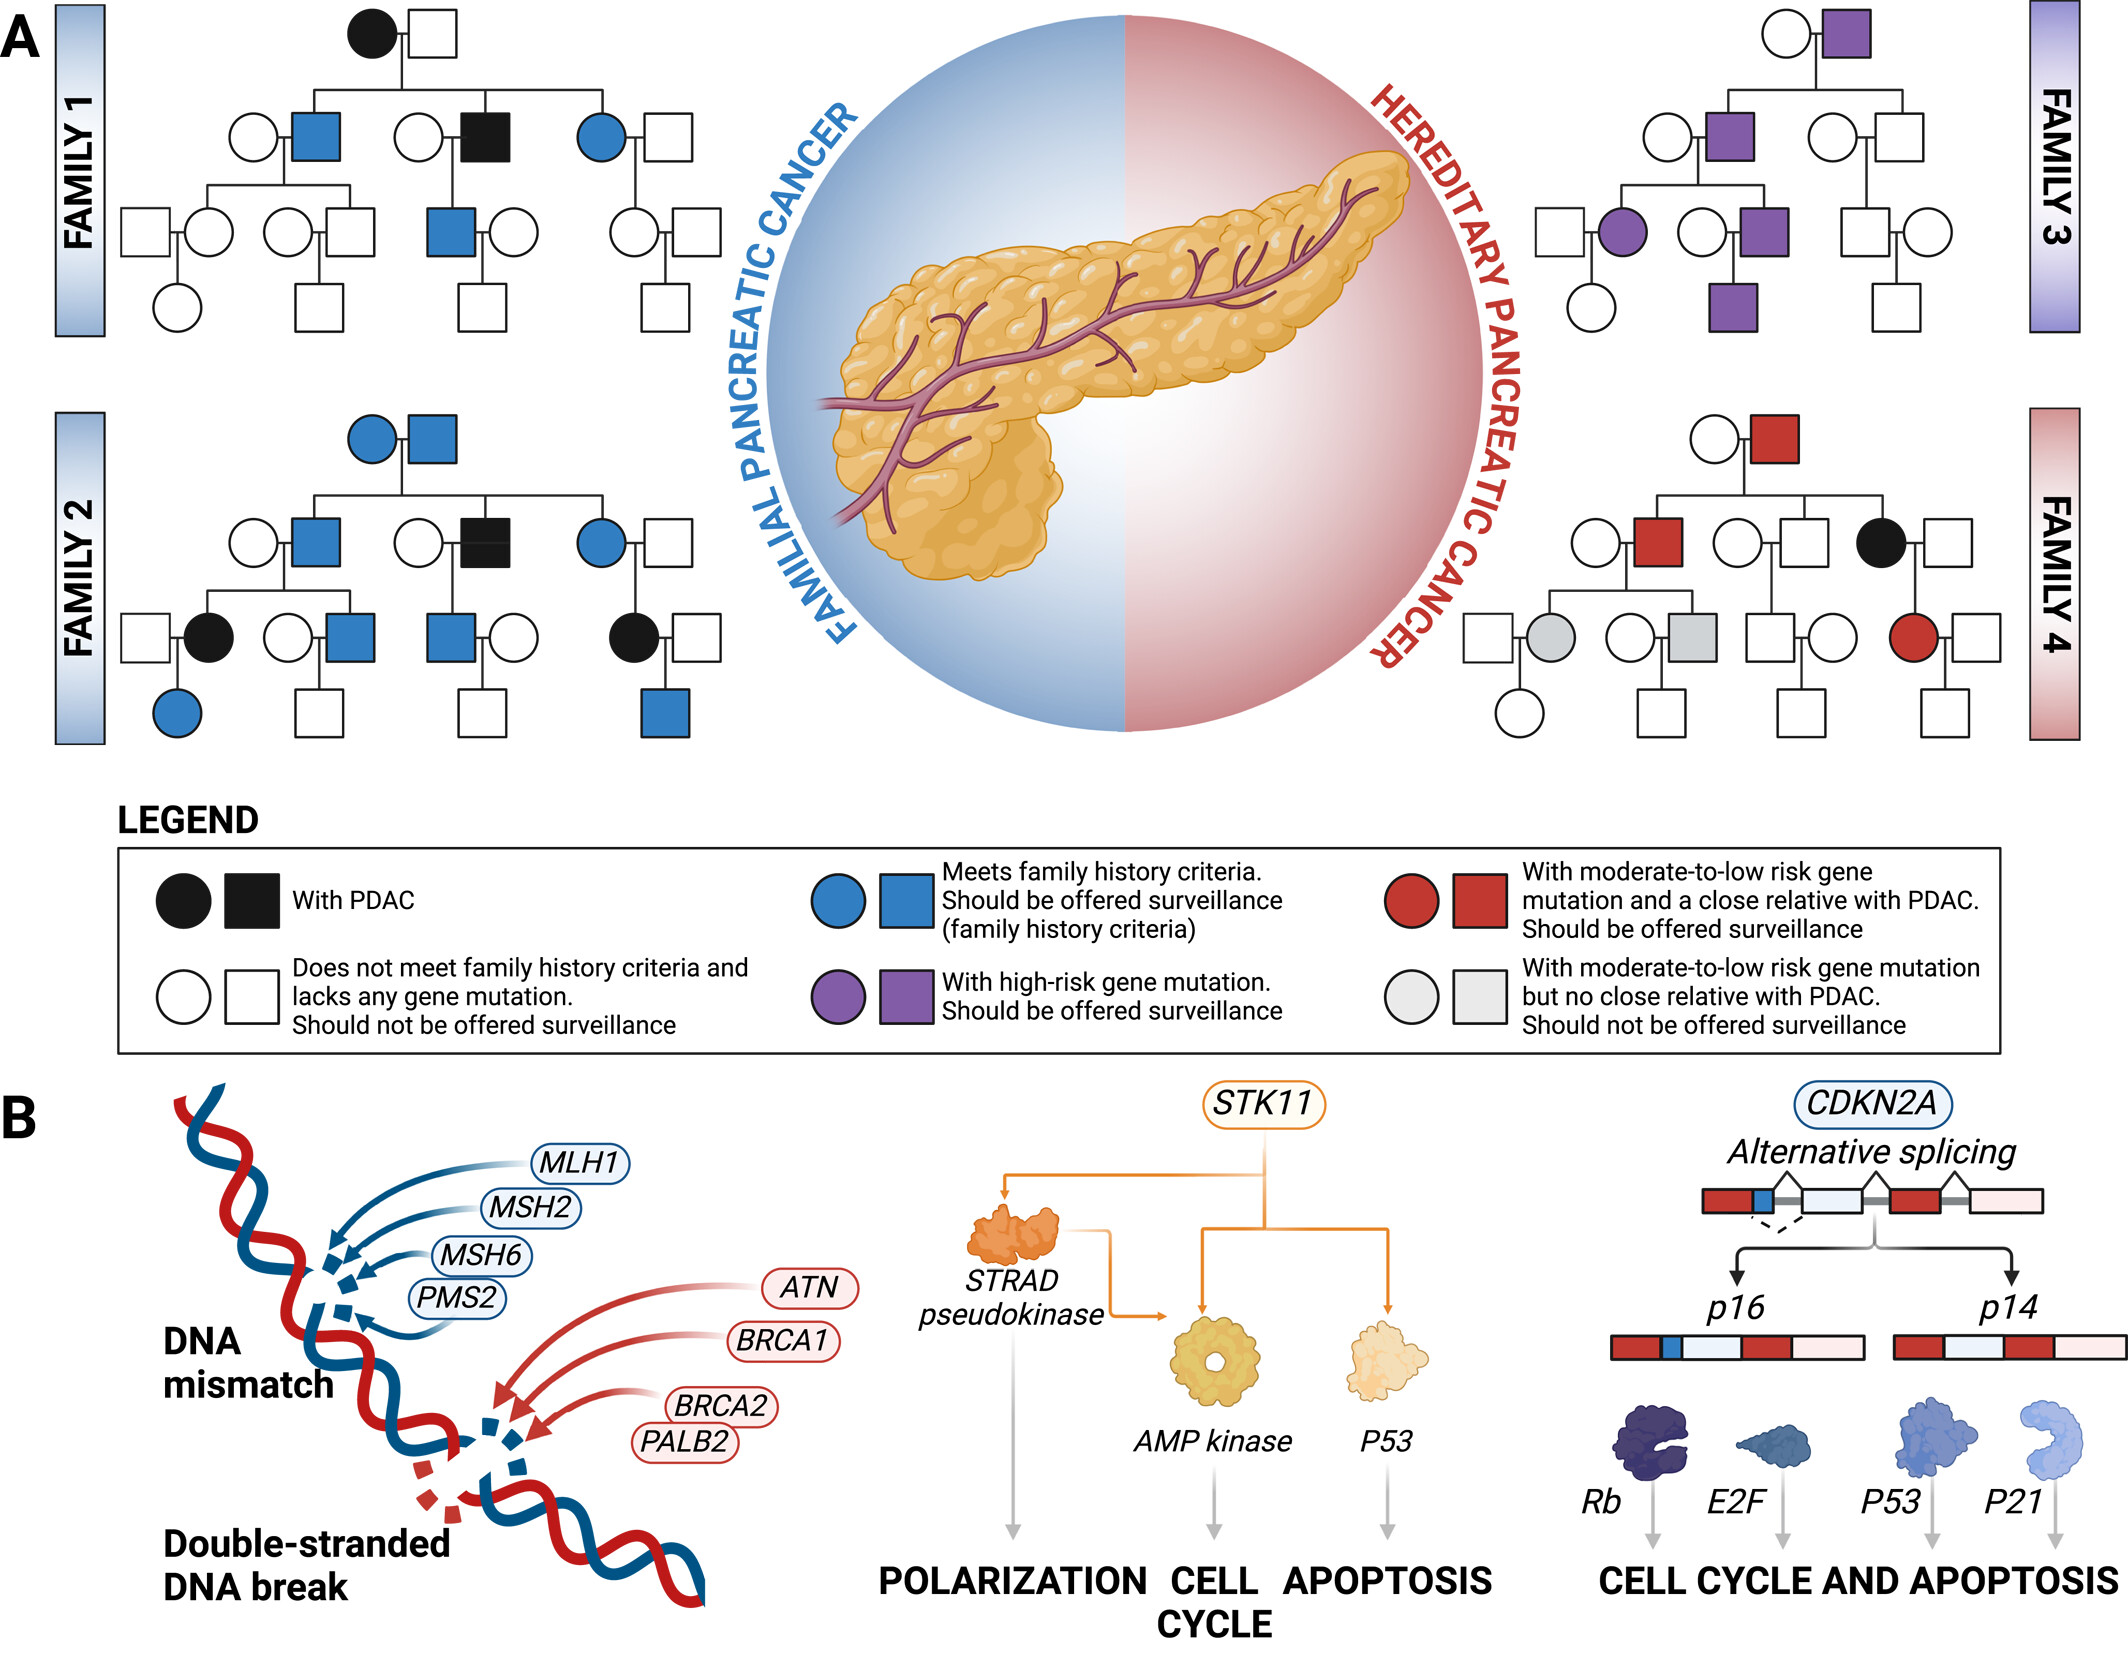 A
FAMILY 1
FAMILY 2
FAMILIAL PANCREATIC CANCER
HEREDITARY PANCREATIC CANCER
FAMILY 3
FAMILY 4
LEGEND
With PDAC
Does not meet family history criteria and
lacks any gene mutation.
Should not be offered surveillance
Meets family history criteria.
Should be offered surveillance
(family history criteria)
With high-risk gene mutation.
Should be offered surveillance
With moderate-to-low risk gene
mutation and a close relative with PDAC.
Should be offered surveillance
With moderate-to-low risk gene mutation
but no close relative with PDAC.
Should not be offered surveillance
B
MLH1
MSH2
MSH6
PMS2
DNA
mismatch
ATN
BRCA1
BRCA2
PALB2
Double-stranded
DNA break
STK11
STRAD
pseudokinase
AMP kinase
P53
POLARIZATION
CELL
CYCLE
APOPTOSIS
CDKN2A
Alternative splicing
p16
p14
Rb
E2F
P53
P21
CELL CYCLE AND APOPTOSIS